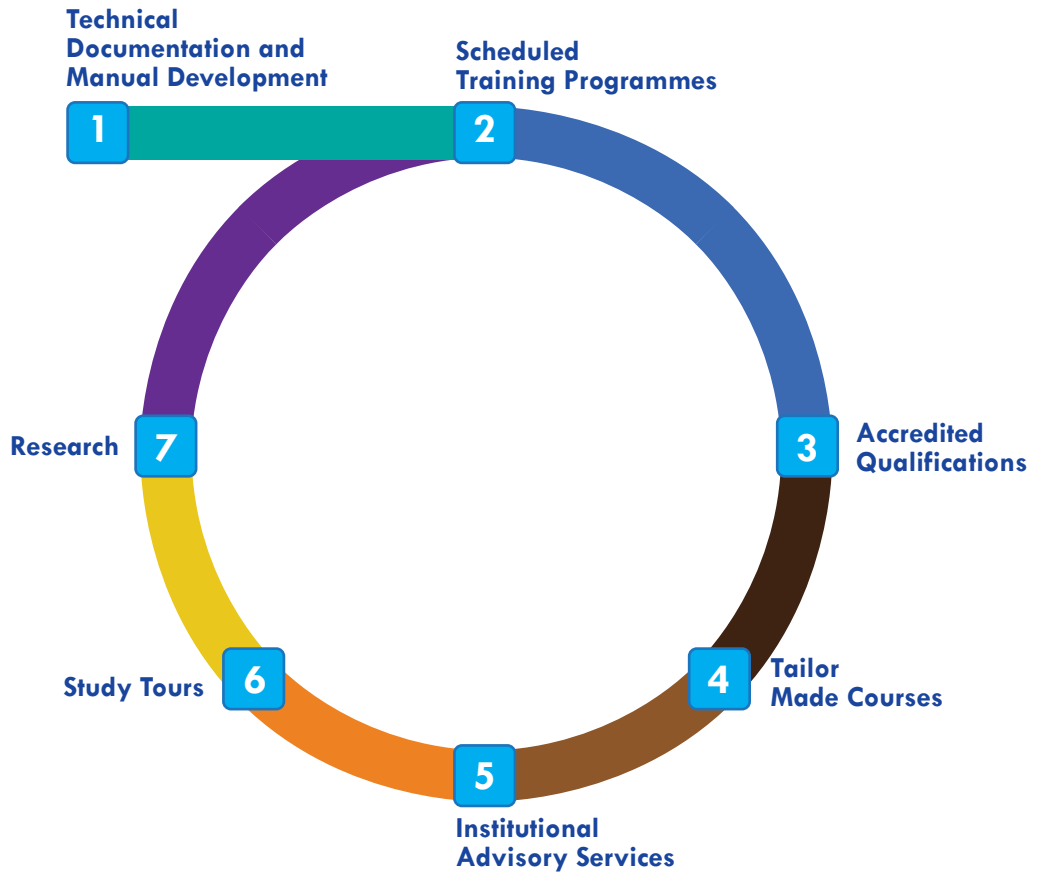 Technical
Documentation and
Manual Development
1
Scheduled
Training Programmes
2
3
Accredited
Qualifications
4
Tailor
Made Courses
5
Institutional
Advisory Services
6
Study Tours
7
Research